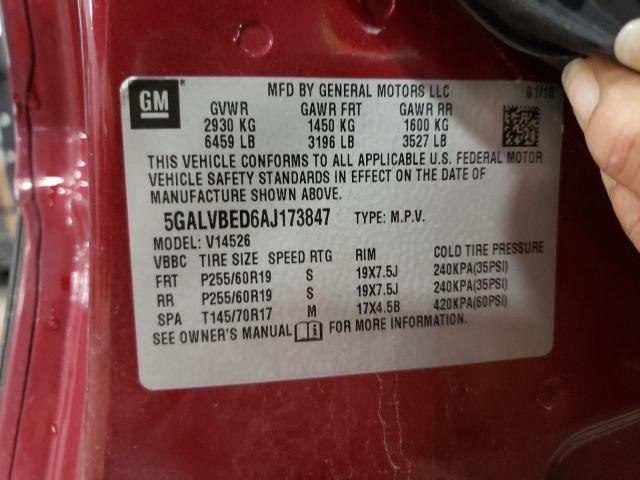 GM ®
MFD BY GENERAL MOTORS LLC 01/10
GVWR GAWR FRT GAWR RR
2930 KG 1450 KG 1600 KG
6459 LB 3196 LB 3527 LB
THIS VEHICLE CONFORMS TO ALL APPLICABLE U.S. FEDERAL MOTOR
VEHICLE SAFETY STANDARDS IN EFFECT ON THE DATE OF
MANUFACTURE SHOWN ABOVE.
5GALVBED6AJ173847 TYPE: M.P.V.
MODEL: V14526
VBBC TIRE SIZE SPEED RTG RIM COLD TIRE PRESSURE
FRT P255/60R19 S 19X7.5J 240KPA(35PSI)
RR P255/60R19 S 19X7.5J 240KPA(35PSI)
SPA T145/70R17 M 17X4.5B 420KPA(60PSI)
SEE OWNER'S MANUAL i FOR MORE INFORMATION.